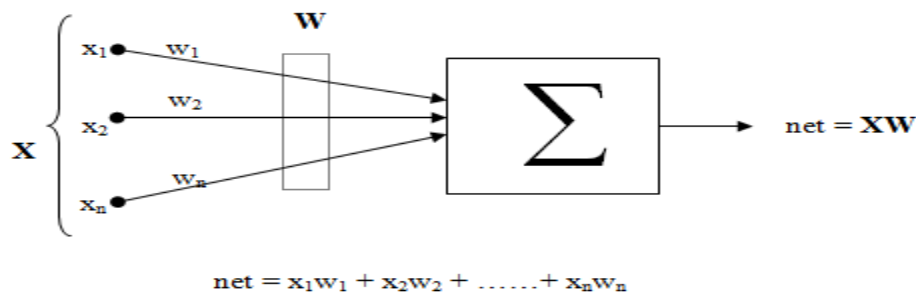 W
x₁ w₁
w₂
x₂
X
Σ
net = XW
wₙ
xₙ
net = x₁w₁ + x₂w₂ + ......+ xₙwₙ